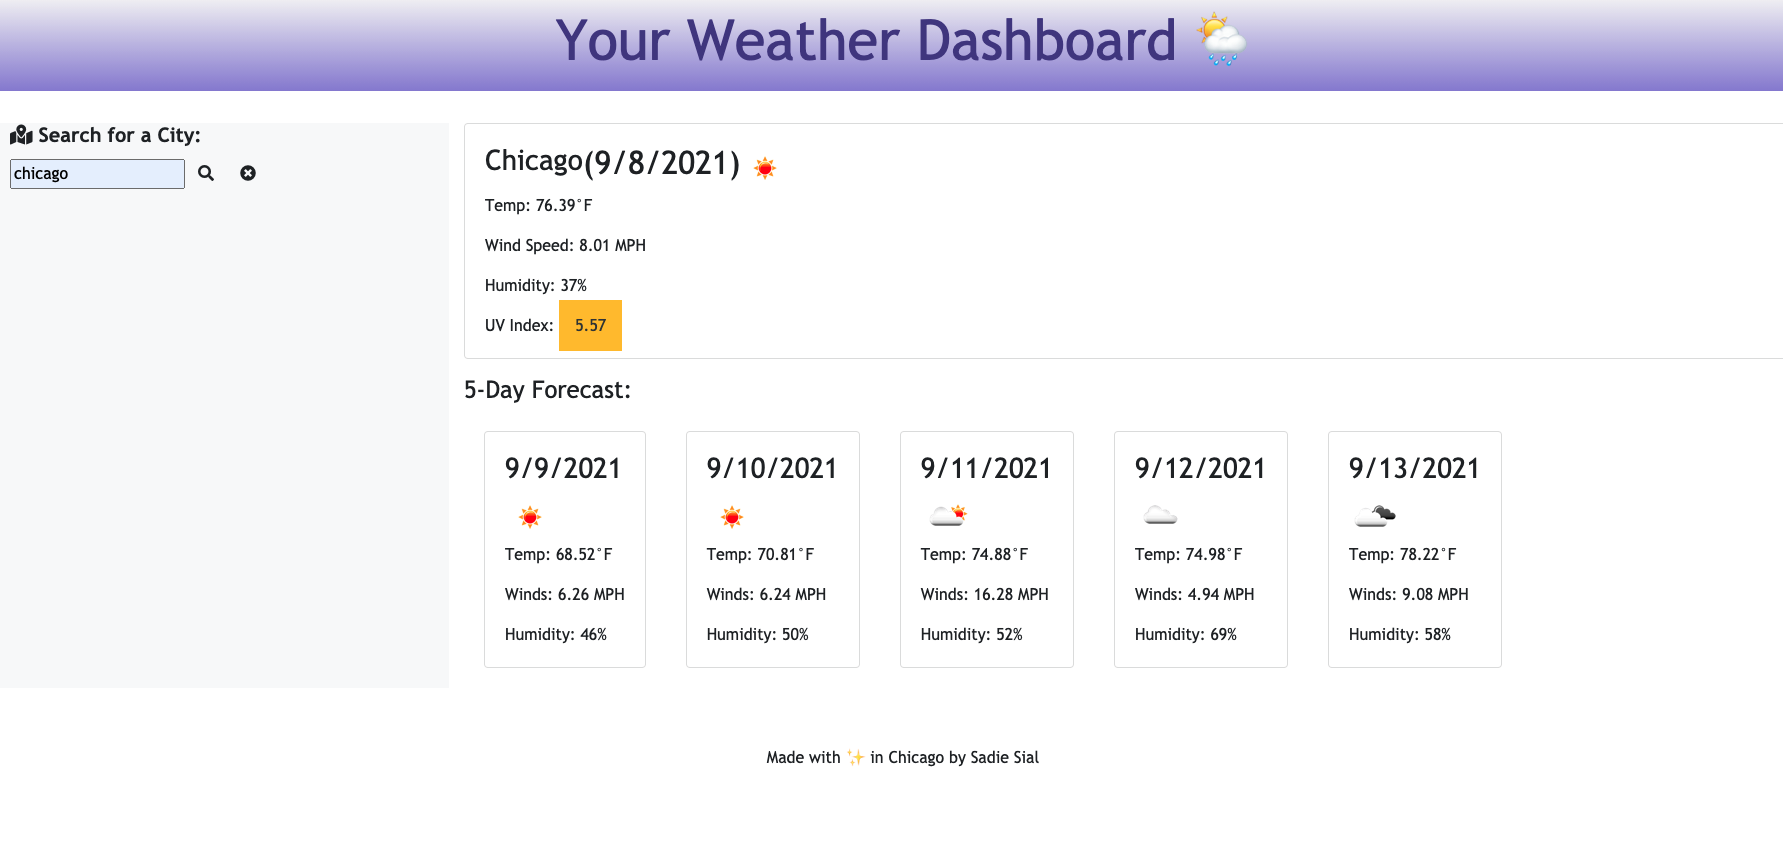 Your Weather Dashboard
Search for a City:
chicago
Chicago(9/8/2021)
Temp: 76.39°F
Wind Speed: 8.01 MPH
Humidity: 37%
UV Index: 5.57
5-Day Forecast:
9/9/2021
Temp: 68.52°F
Winds: 6.26 MPH
Humidity: 46%
9/10/2021
Temp: 70.81°F
Winds: 6.24 MPH
Humidity: 50%
9/11/2021
Temp: 74.88°F
Winds: 16.28 MPH
Humidity: 52%
9/12/2021
Temp: 74.98°F
Winds: 4.94 MPH
Humidity: 69%
9/13/2021
Temp: 78.22°F
Winds: 9.08 MPH
Humidity: 58%
Made with ✨ in Chicago by Sadie Sial